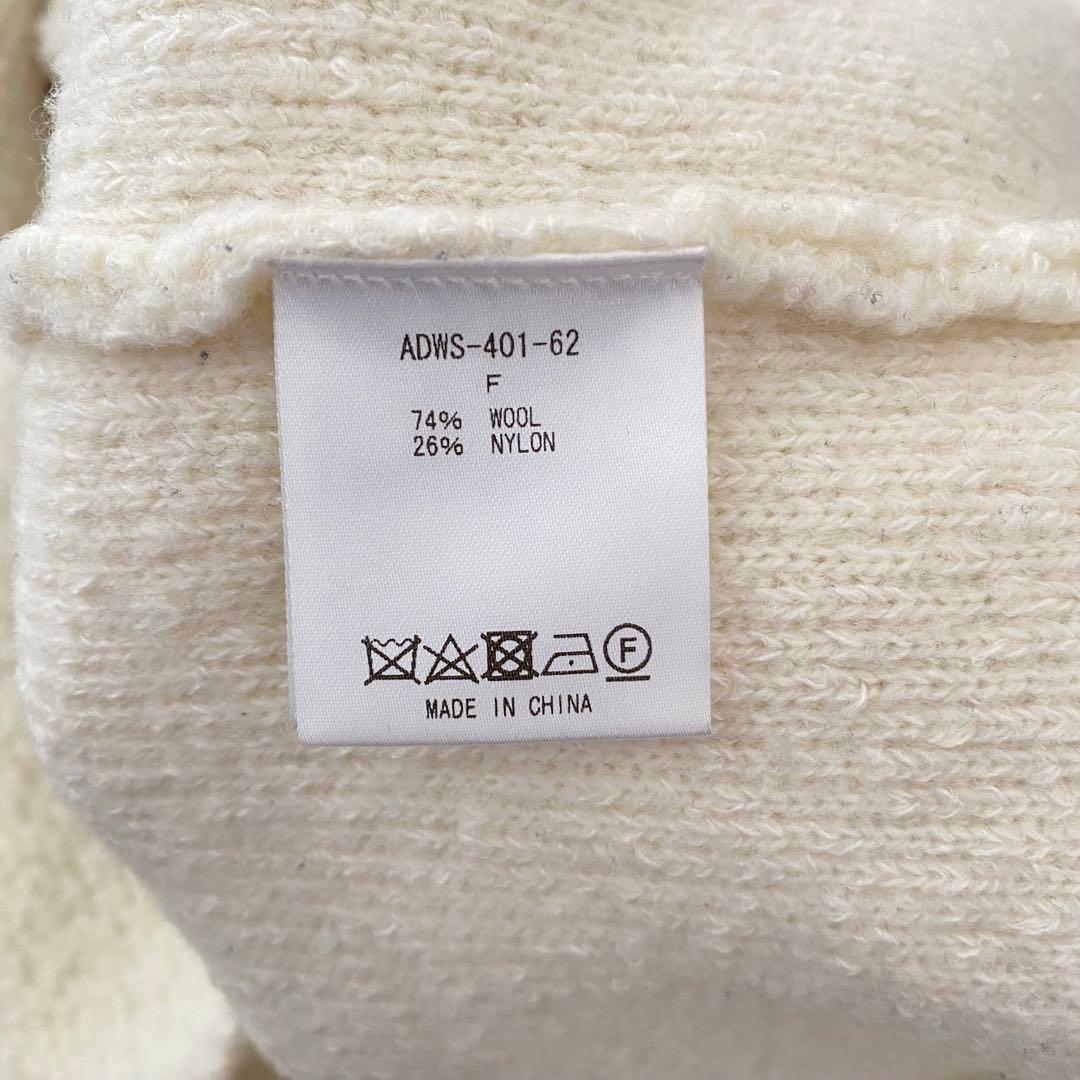 ADWS-401-62
F
74% WOOL
26% NYLON
F
MADE IN CHINA